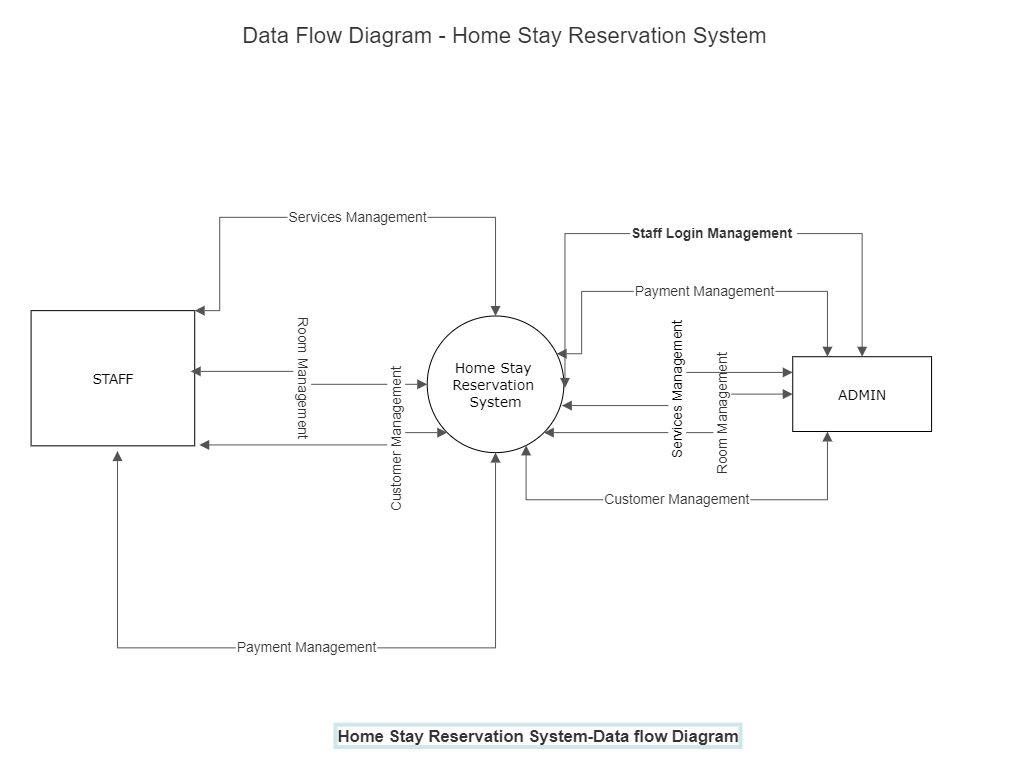 Data Flow Diagram - Home Stay Reservation System
Services Management
Staff Login Management
Payment Management
Room Management
Services Management
Room Management
Customer Management
STAFF
Home Stay
Reservation
System
ADMIN
Customer Management
Payment Management
Home Stay Reservation System-Data flow Diagram